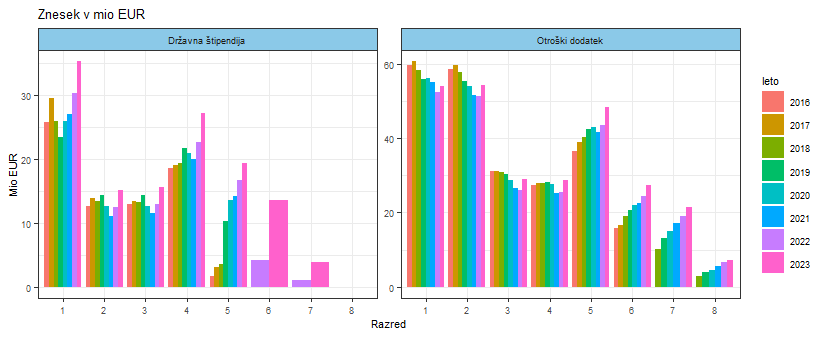 Znesek v mio EUR
Državna štipendija
Otroški dodatek
Mio EUR
30
20
10
0
60
40
20
0
1 2 3 4 5 6 7 8
1 2 3 4 5 6 7 8
Razred
leto
2016
2017
2018
2019
2020
2021
2022
2023